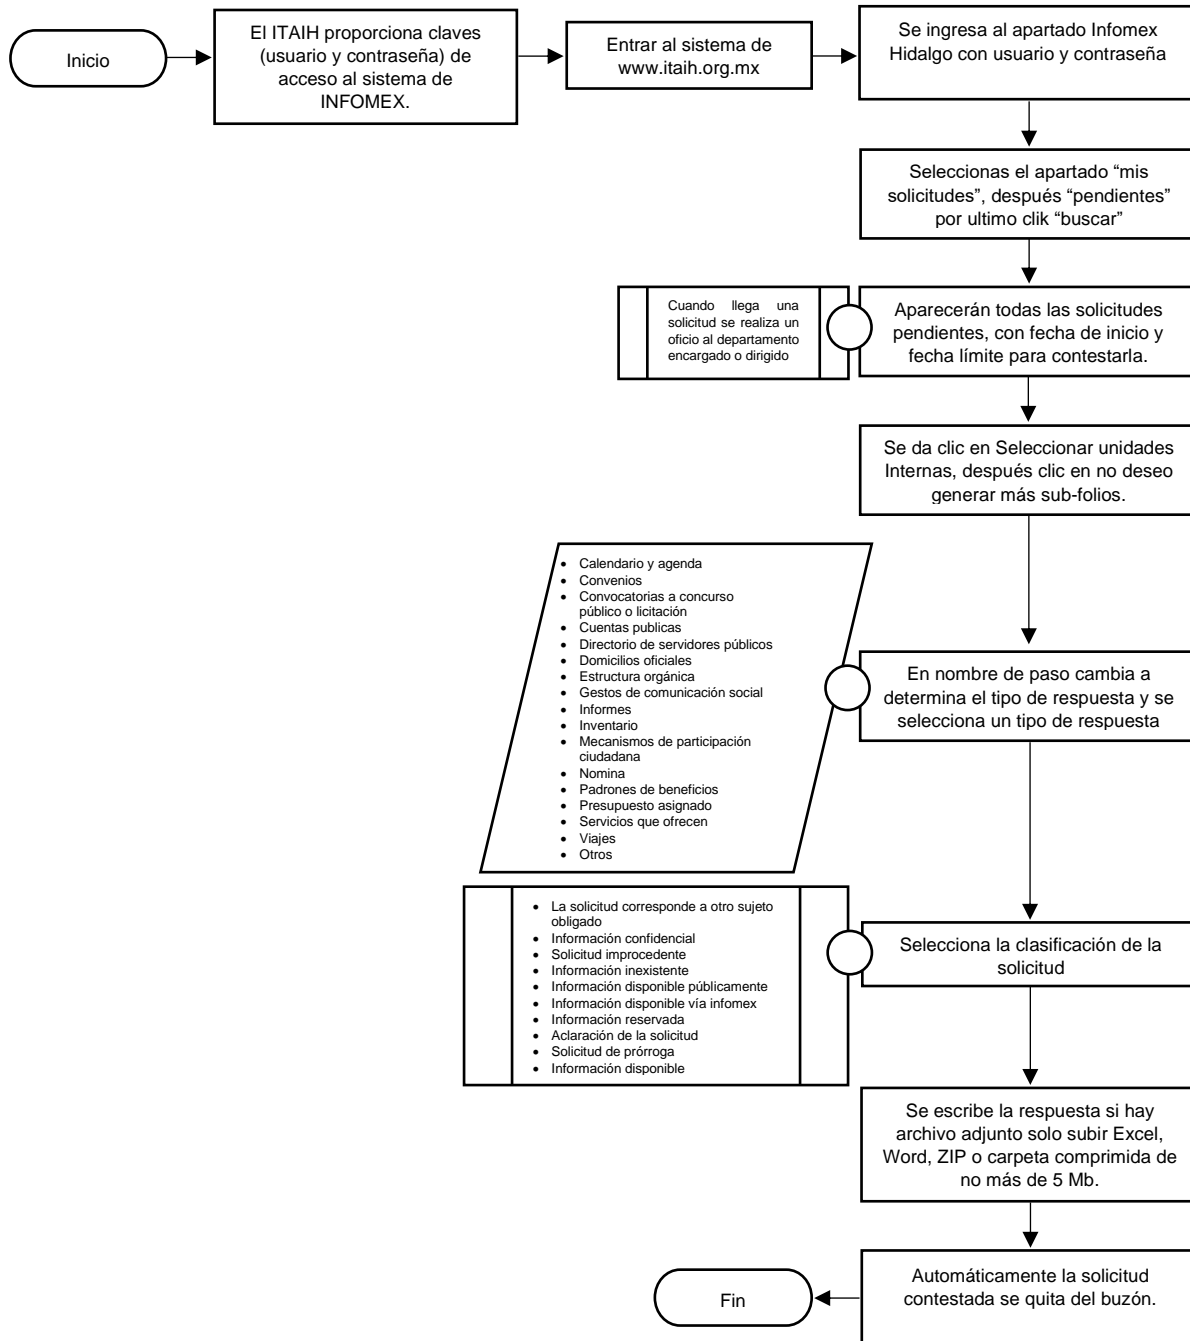 Inicio
El ITAIH proporciona claves
(usuario y contraseña) de
acceso al sistema de
INFOMEX.
Entrar al sistema de
www.itaih.org.mx
Se ingresa al apartado Infomex
Hidalgo con usuario y contraseña
Seleccionas el apartado “mis
solicitudes”, después “pendientes”
por ultimo clik “buscar”
Cuando llega una
solicitud se realiza un
oficio al departamento
encargado o dirigido
Aparecerán todas las solicitudes
pendientes, con fecha de inicio y
fecha límite para contestarla.
Se da clic en Seleccionar unidades
Internas, después clic en no deseo
generar más sub-folios.
• Calendario y agenda
• Convenios
• Convocatorias a concurso
público o licitación
• Cuentas publicas
• Directorio de servidores públicos
• Domicilios oficiales
• Estructura orgánica
• Gestos de comunicación social
• Informes
• Inventario
• Mecanismos de participación
ciudadana
• Nomina
• Padrones de beneficios
• Presupuesto asignado
• Servicios que ofrecen
• Viajes
• Otros
En nombre de paso cambia a
determina el tipo de respuesta y se
selecciona un tipo de respuesta
• La solicitud corresponde a otro sujeto
obligado
• Información confidencial
• Solicitud improcedente
• Información inexistente
• Información disponible públicamente
• Información disponible vía infomex
• Información reservada
• Aclaración de la solicitud
• Solicitud de prórroga
• Información disponible
Selecciona la clasificación de la
solicitud
Se escribe la respuesta si hay
archivo adjunto solo subir Excel,
Word, ZIP o carpeta comprimida de
no más de 5 Mb.
Automáticamente la solicitud
contestada se quita del buzón.
Fin